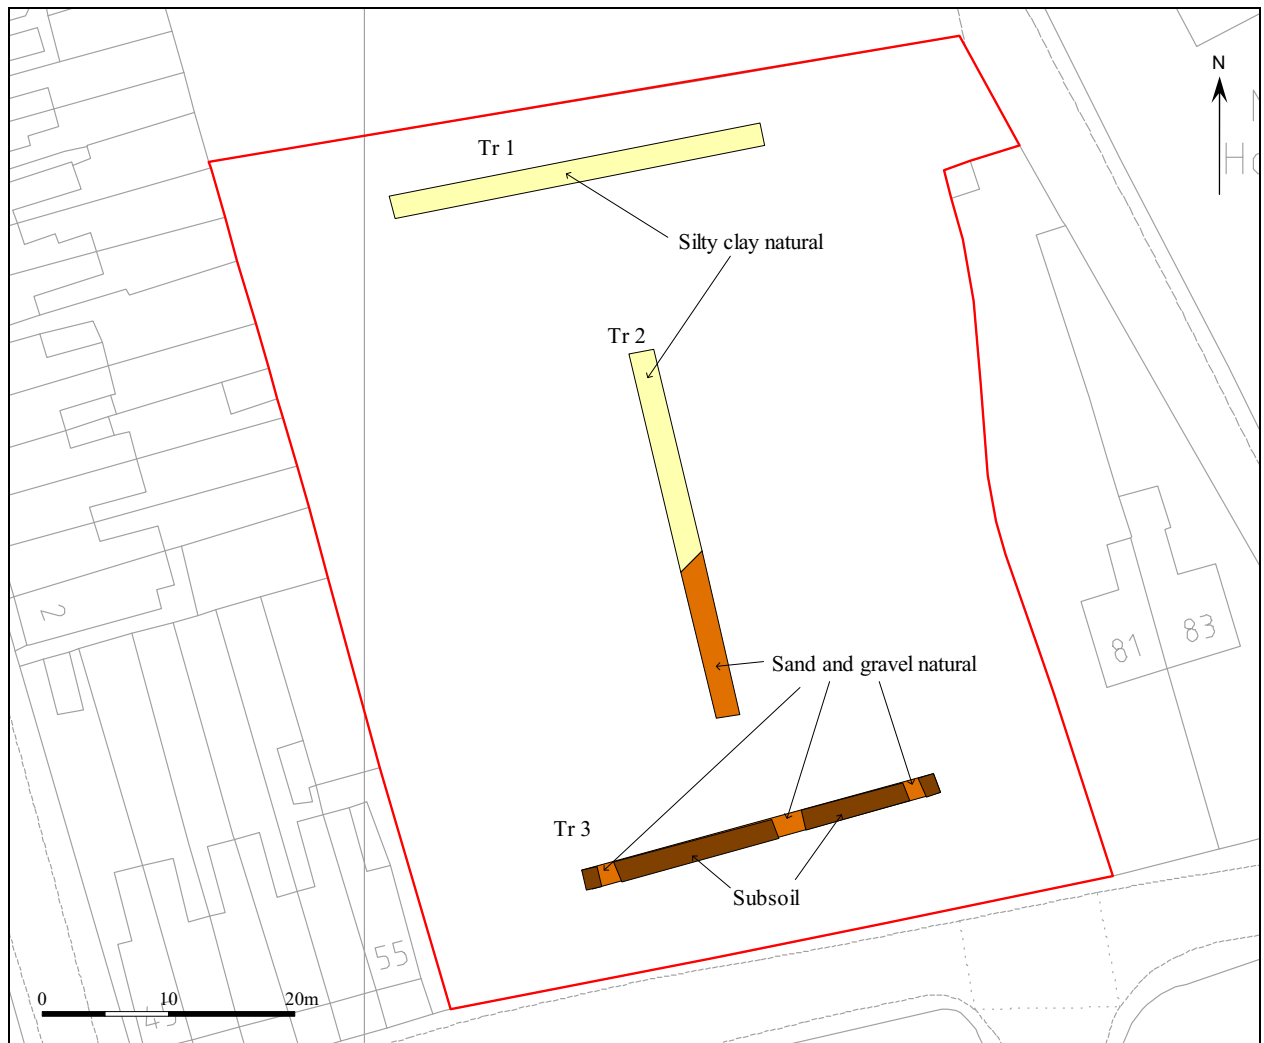 N
Tr 1
Silty clay natural
Tr 2
2
81
83
Sand and gravel natural
Tr 3
Subsoil
55
0 10 20m